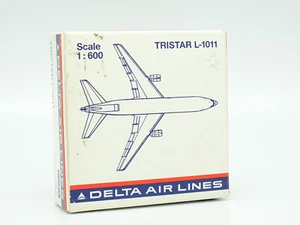 Scale
1:600
TRISTAR L-1011
DELTA AIR LINES